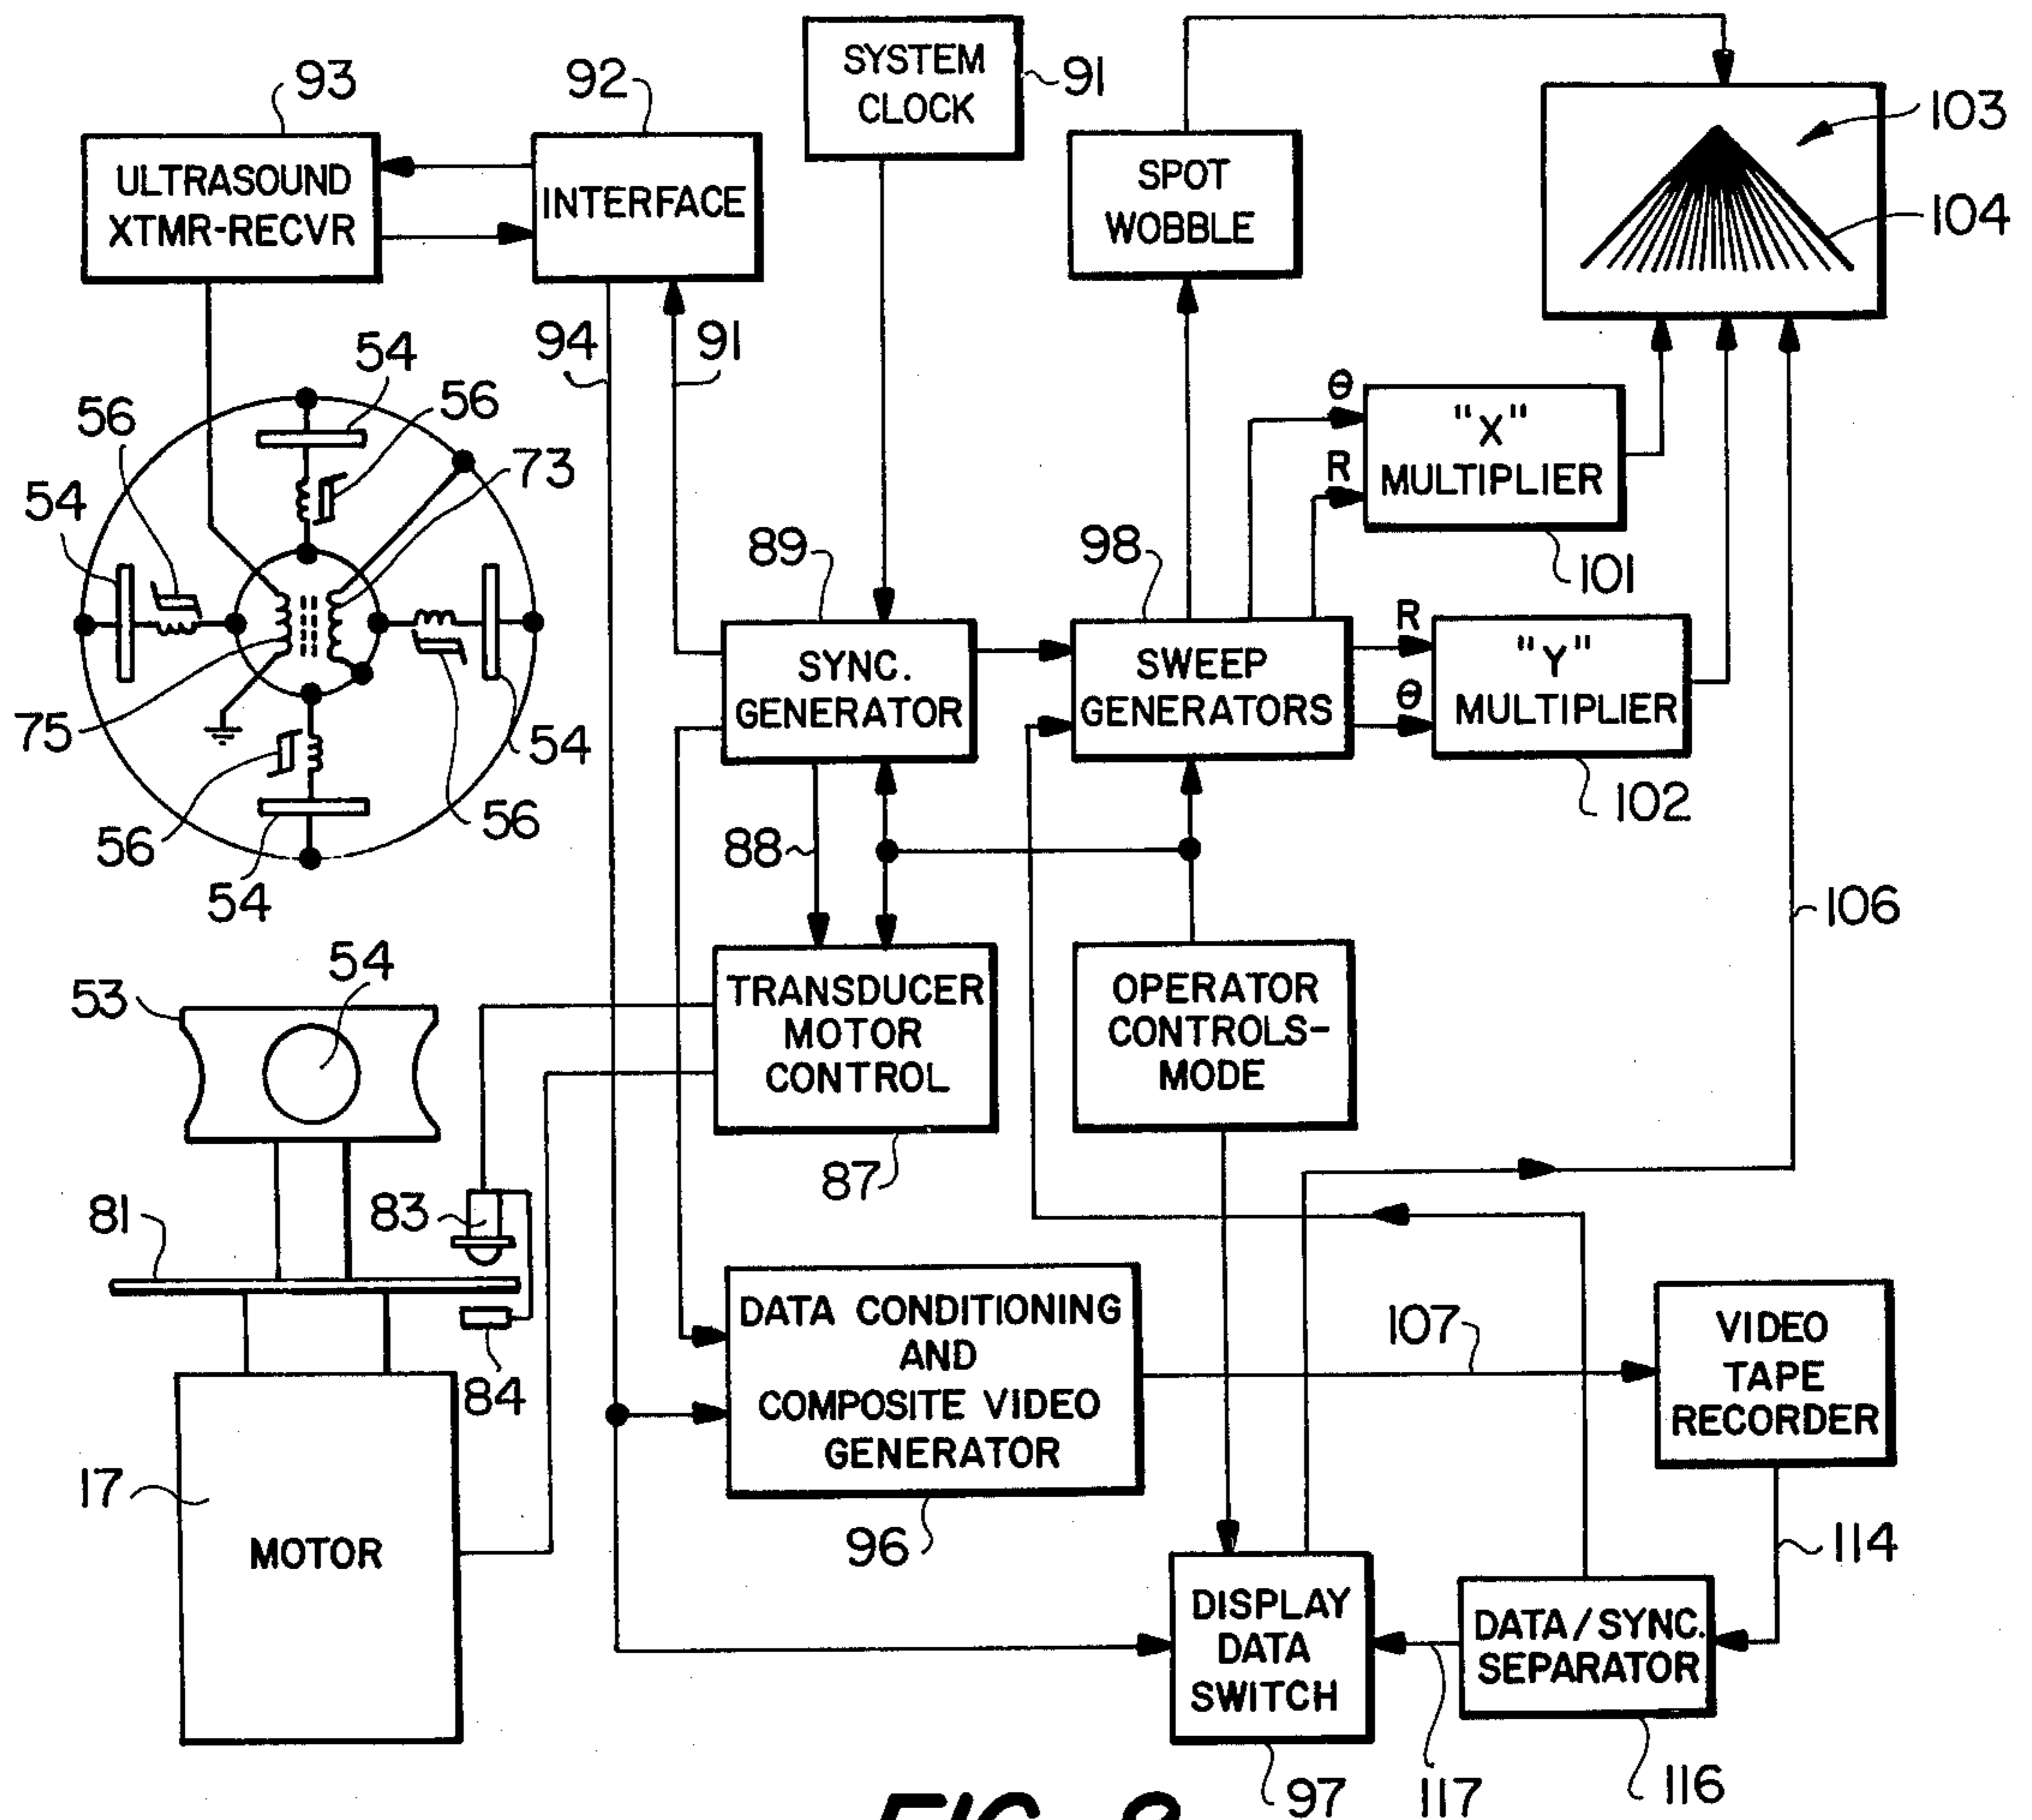 SYSTEM
CLOCK
91
93
92
ULTRASOUND
XTMR-RECVR
INTERFACE
SPOT
WOBBLE
103
104
94
91
54
56
56
73
54
75
56
54
56
54
Θ
R
"X"
MULTIPLIER
101
89
98
SYNC.
GENERATOR
SWEEP
GENERATORS
R
Θ
"Y"
MULTIPLIER
102
88
106
53
54
TRANSDUCER
MOTOR
CONTROL
87
OPERATOR
CONTROLS-
MODE
81
83
84
17
MOTOR
DATA CONDITIONING
AND
COMPOSITE VIDEO
GENERATOR
96
107
VIDEO
TAPE
RECORDER
114
DISPLAY
DATA
SWITCH
97
DATA/SYNC.
SEPARATOR
117
116